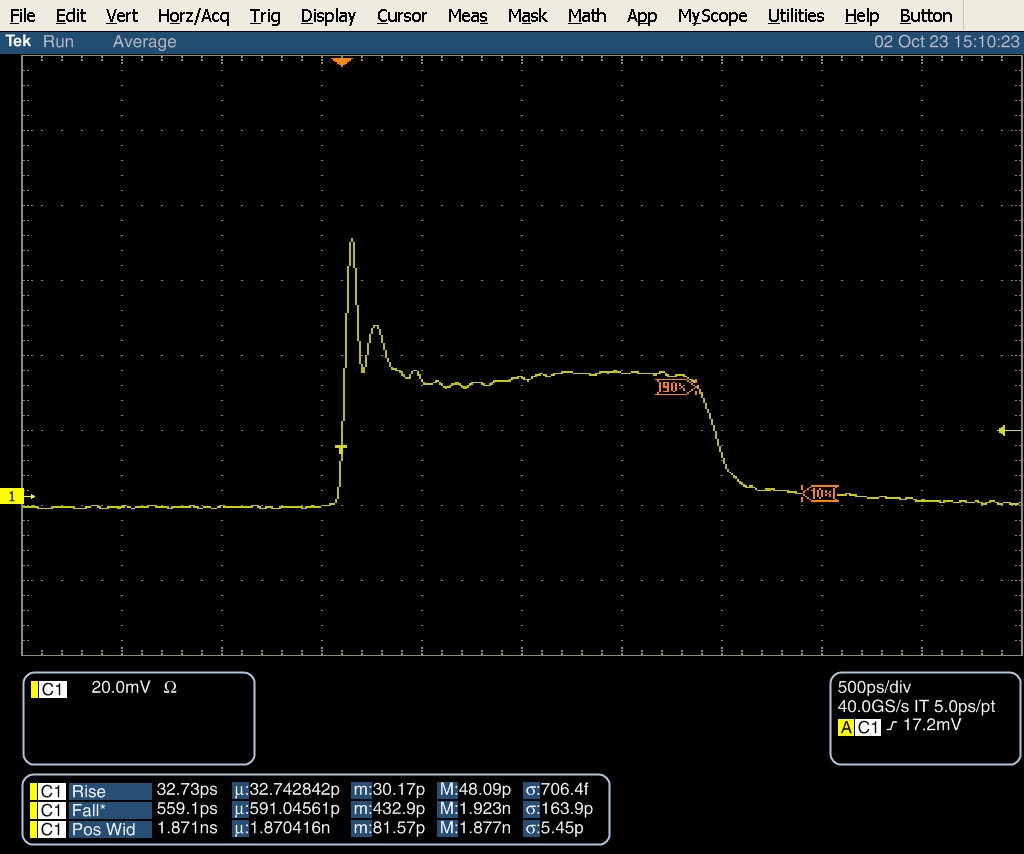 File Edit Vert Horz/Acq Trig Display Cursor Meas Mask Math App MyScope Utilities Help Button
Tek Run Average 02 Oct 23 15:10:23
90%
1
10%
C1 20.0mV Ω
500ps/div
40.0GS/s IT 5.0ps/pt
A C1 17.2mV
C1 Rise 32.73ps μ:32.742842p m:30.17p M:48.09p σ:706.4f
C1 Fall* 559.1ps μ:591.04561p m:432.9p M:1.923n σ:163.9p
C1 Pos Wid 1.871ns μ:1.870416n m:81.57p M:1.877n σ:5.45p